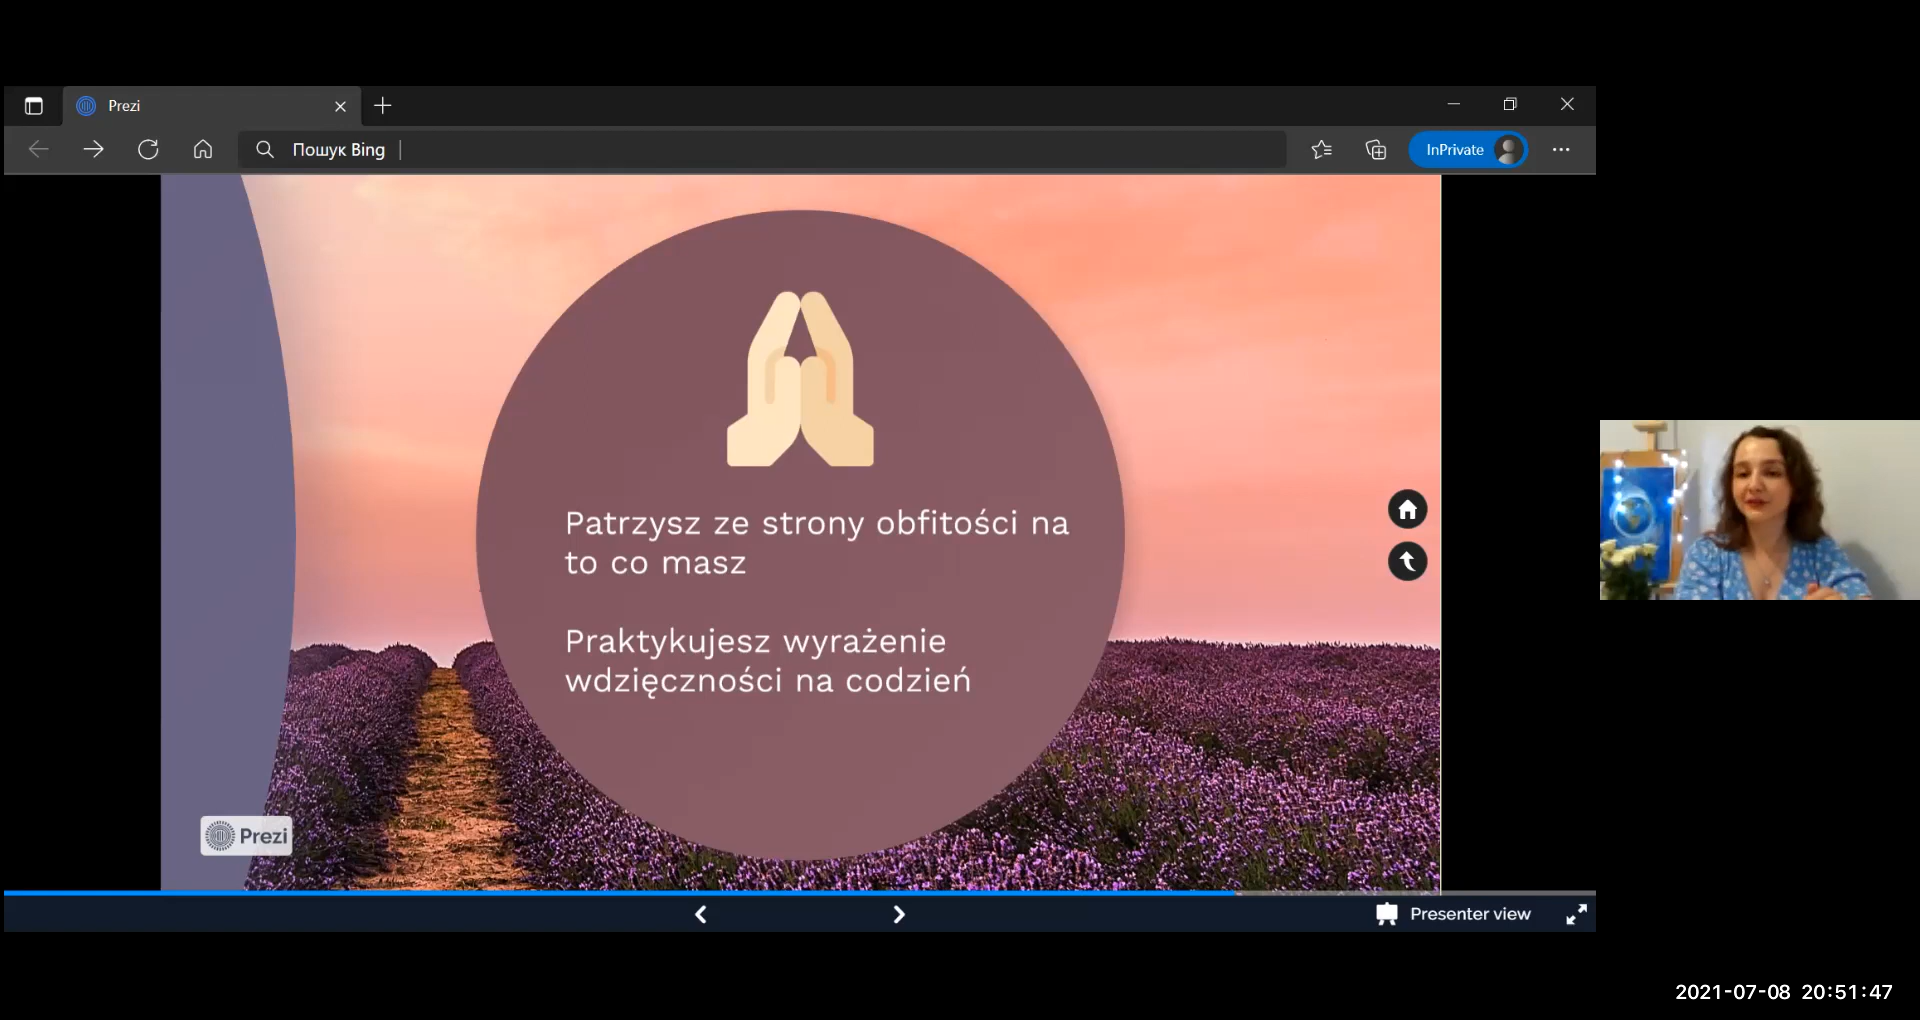 Prezi
Пошук Bing
InPrivate
Patrzysz ze strony obfitości na
to co masz
Praktykujesz wyrażenie
wdzięczności na codzień
Prezi
Presenter view
2021-07-08 20:51:47